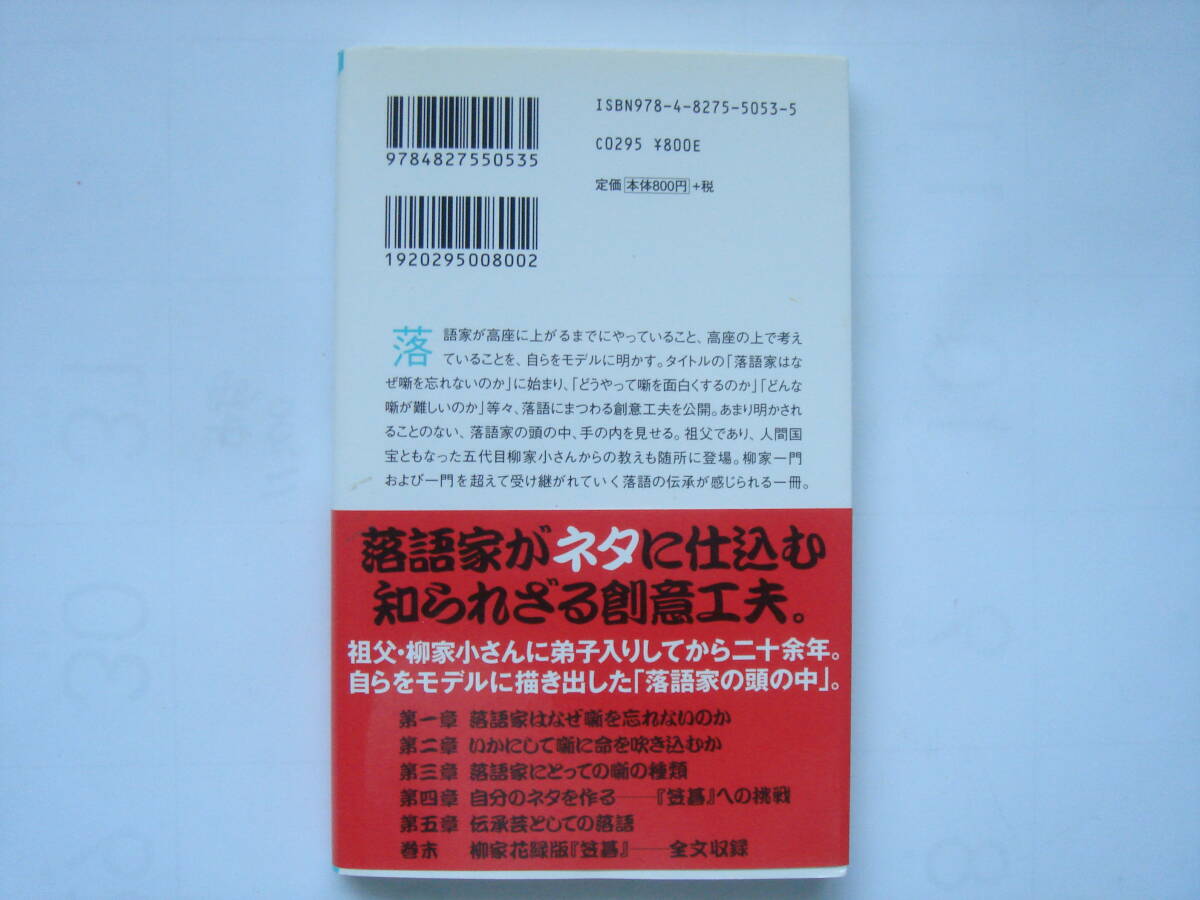 9784827550535
1920295008002
ISBN978-4-8275-5053-5
C0295 ¥800E
定価 本体800円 +税
落語家が高座に上がるまでにやっていること、高座の上で考え
ていることを、自らをモデルに明かす。タイトルの「落語家はな
ぜ噺を忘れないのか」に始まり、「どうやって噺を面白くするのか」「どんな
噺が難しいのか」等々、落語にまつわる創意工夫を公開。あまり明かされ
ることのない、落語家の頭の中、手の内を見せる。祖父であり、人間国
宝ともなった五代目柳家小さんからの教えも随所に登場。柳家一門
および一門を超えて受け継がれていく落語の伝承が感じられる一冊。
落語家がネタに仕込む
知られざる創意工夫。
祖父・柳家小さんに弟子入りしてから二十余年。
自らをモデルに描き出した「落語家の頭の中」。
第一章 落語家はなぜ噺を忘れないのか
第二章 いかにして噺に命を吹き込むか
第三章 落語家にとっての噺の種類
第四章 自分のネタを作る──『笠碁』への挑戦
第五章 伝承芸としての落語
巻末 柳家花緑版『笠碁』──全文収録
31
30